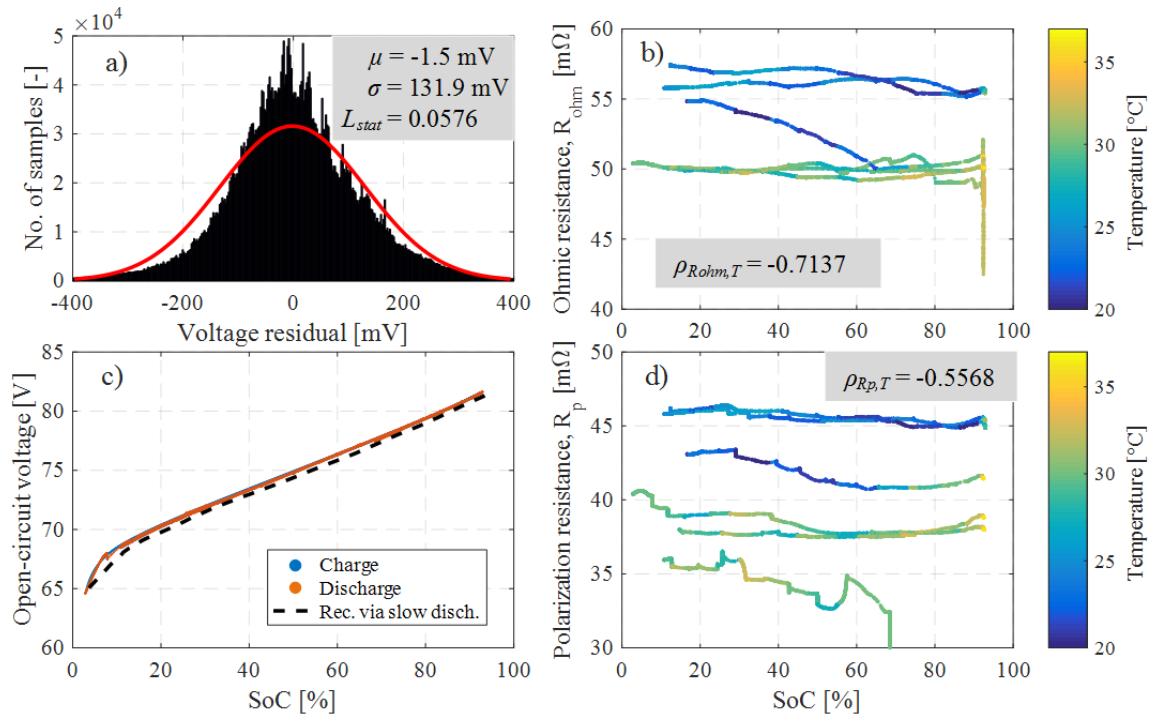 ×10⁴
a)
μ = -1.5 mV
σ = 131.9 mV
L_stat = 0.0576
No. of samples [-]
5
4
3
2
1
0
-400
-200
0
200
400
Voltage residual [mV]
b)
Ohmic resistance, R_ohm [mΩ]
60
55
50
45
40
ρ_Rohm,T = -0.7137
0
20
40
60
80
100
Temperature [°C]
35
30
25
20
c)
Open-circuit voltage [V]
85
80
75
70
65
60
Charge
Discharge
Rec. via slow disch.
0
20
40
60
80
100
SoC [%]
d)
ρ_Rp,T = -0.5568
Polarization resistance, R_p [mΩ]
50
45
40
35
30
0
20
40
60
80
100
SoC [%]
Temperature [°C]
35
30
25
20